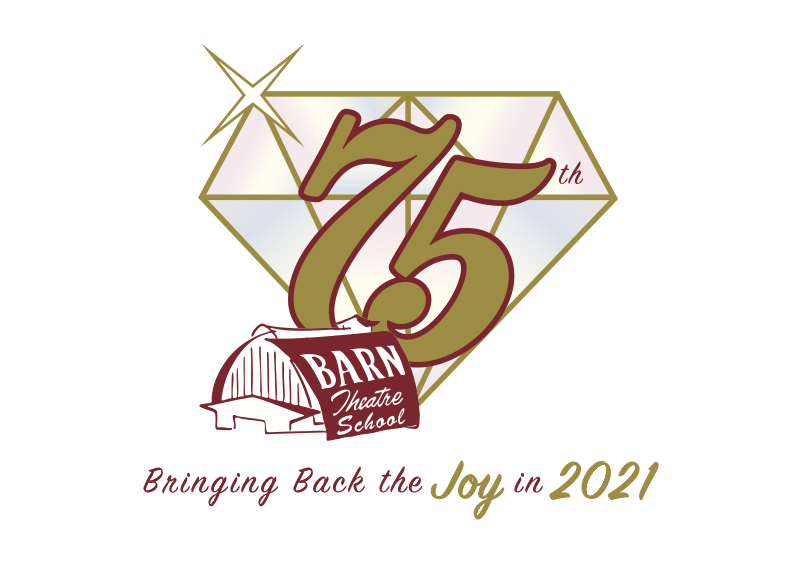 75th
BARN
Theatre
School
Bringing Back the Joy in 2021